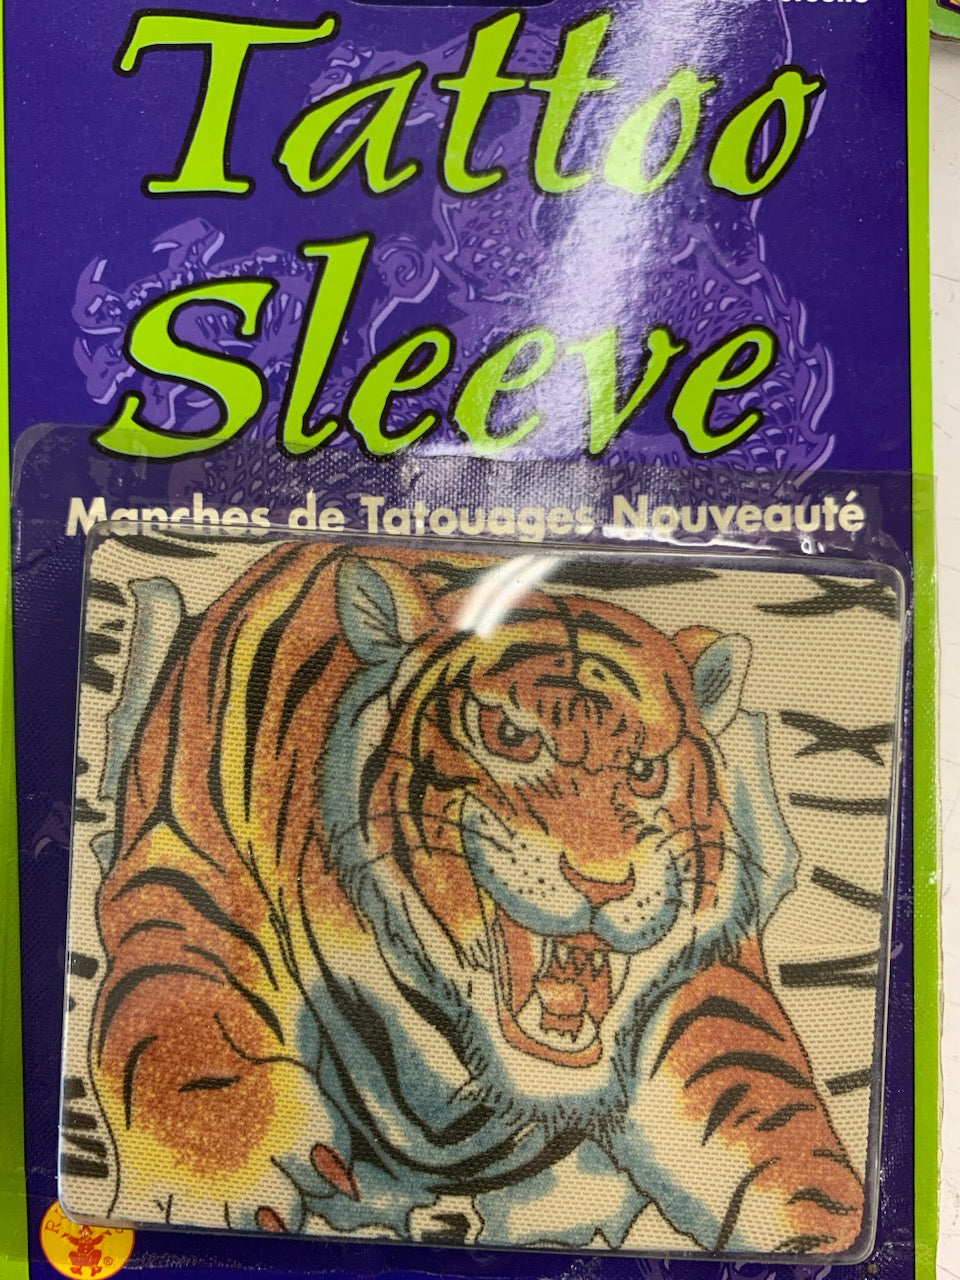 Tattoo
Sleeve
Manches de Tatouages Nouveauté